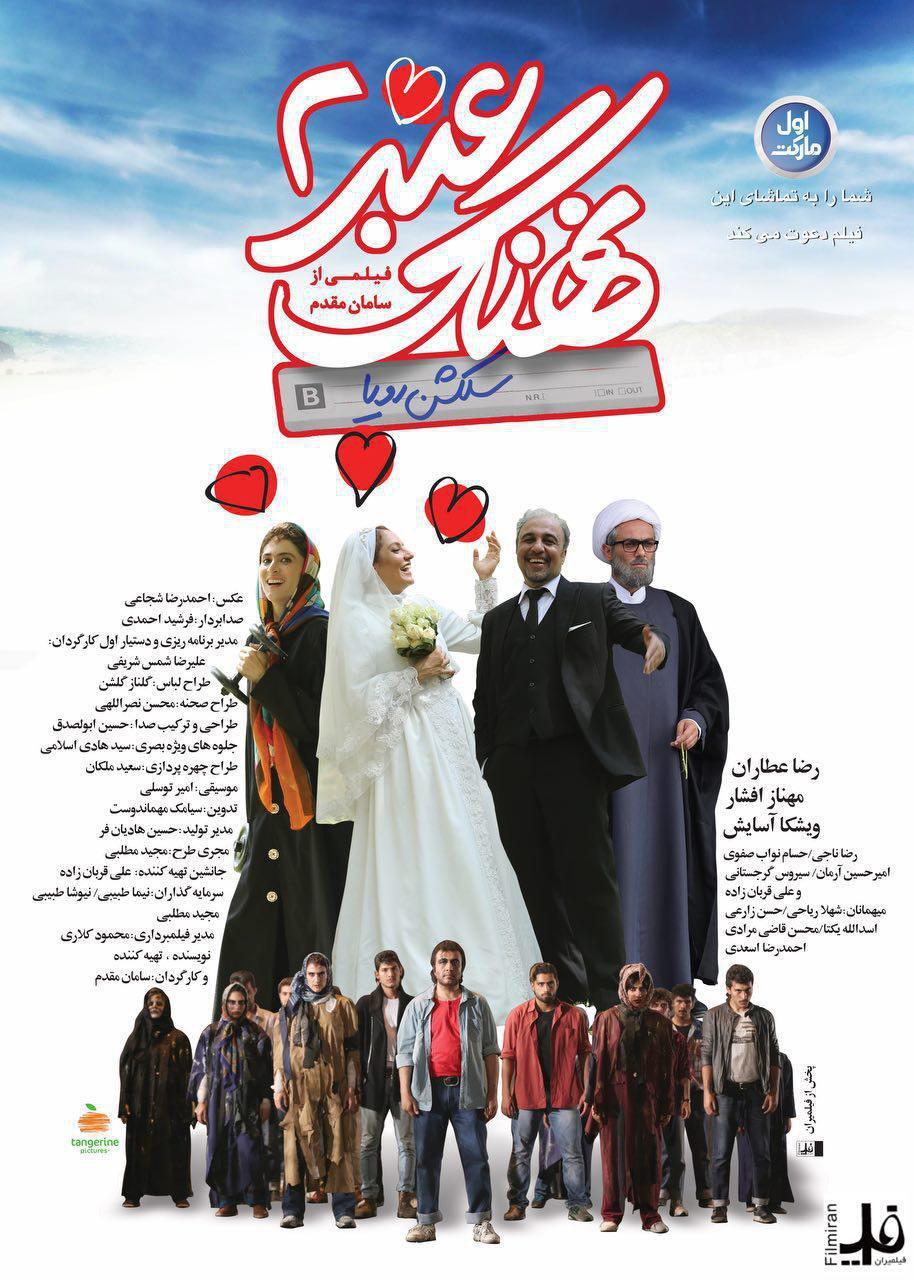 نهنگ عنبر ۲
فیلمی از
سامان مقدم
سلکشن رویا
B
N.R.
IN
OUT
اول
مارکت
شما را به تماشای این
فیلم دعوت می کند
عکس: احمدرضا شجاعی
صدابردار: فرشید احمدی
مدیر برنامه ریزی و دستیار اول کارگردان:
علیرضا شمس شریفی
طراح لباس: گلناز گلشن
طراح صحنه: محسن نصراللهی
طراحی و ترکیب صدا: حسین ابولصدق
جلوه های ویژه بصری: سید هادی اسلامی
طراح چهره پردازی: سعید ملکان
موسیقی: امیر توسلی
تدوین: سیامک مهماندوست
مدیر تولید: حسین هادیان فر
مجری طرح: مجید مطلبی
جانشین تهیه کننده: علی قربان زاده
سرمایه گذاران: نیما طبیبی/ نیوشا طبیبی
مجید مطلبی
مدیر فیلمبرداری: محمود کلاری
نویسنده ، تهیه کننده
و کارگردان: سامان مقدم
رضا عطاران
مهناز افشار
ویشکا آسایش
رضا ناجی/ حسام نواب صفوی
امیرحسین آرمان/ سیروس گرجستانی
و علی قربان زاده
میهمانان: شهلا ریاحی/ حسن زارعی
اسدالله یکتا/ محسن قاضی مرادی
احمدرضا اسعدی
tangerine
pictures
پخش از فیلمیران
Filmiran
فیلمیران